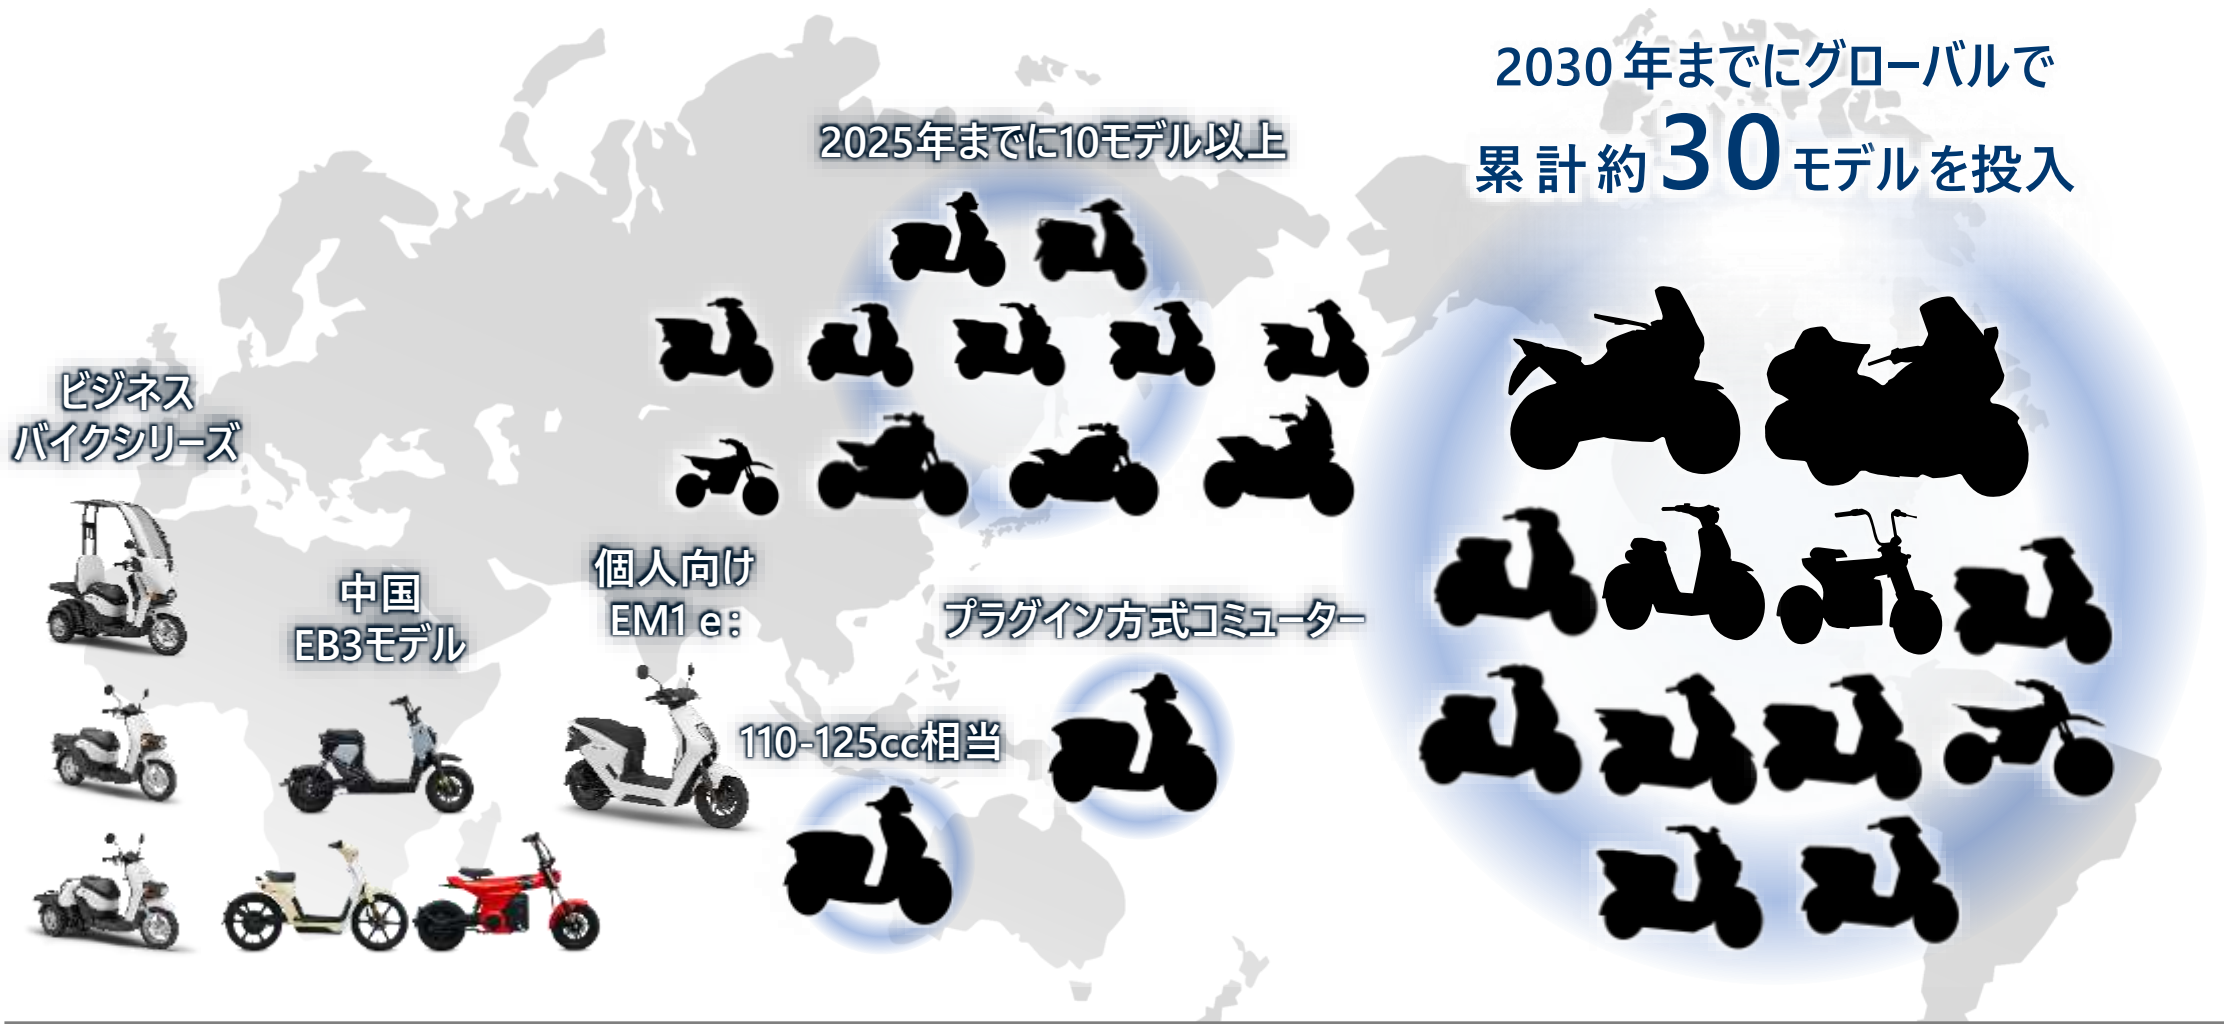 2030年までにグローバルで
累計約30モデルを投入
2025年までに10モデル以上
ビジネス
バイクシリーズ
中国
EB3モデル
個人向け
EM1 e:
プラグイン方式コミューター
110-125cc相当